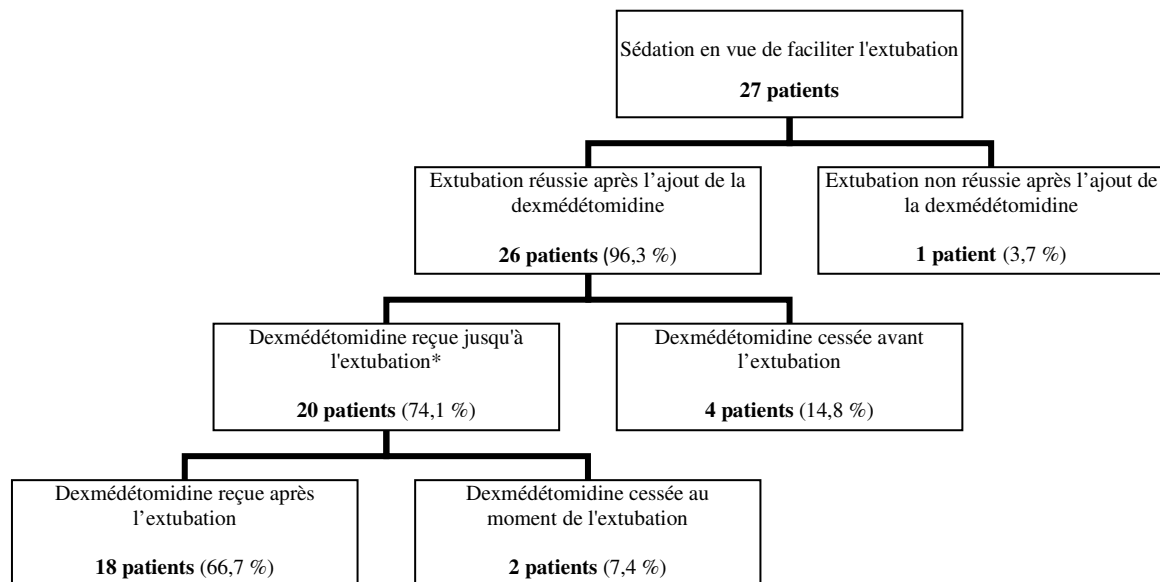 Sédation en vue de faciliter l'extubation
27 patients
Extubation réussie après l’ajout de la
dexmédétomidine
26 patients (96,3 %)
Extubation non réussie après l’ajout de
la dexmédétomidine
1 patient (3,7 %)
Dexmédétomidine reçue jusqu'à
l'extubation*
20 patients (74,1 %)
Dexmédétomidine cessée avant
l’extubation
4 patients (14,8 %)
Dexmédétomidine reçue après
l’extubation
18 patients (66,7 %)
Dexmédétomidine cessée au
moment de l'extubation
2 patients (7,4 %)